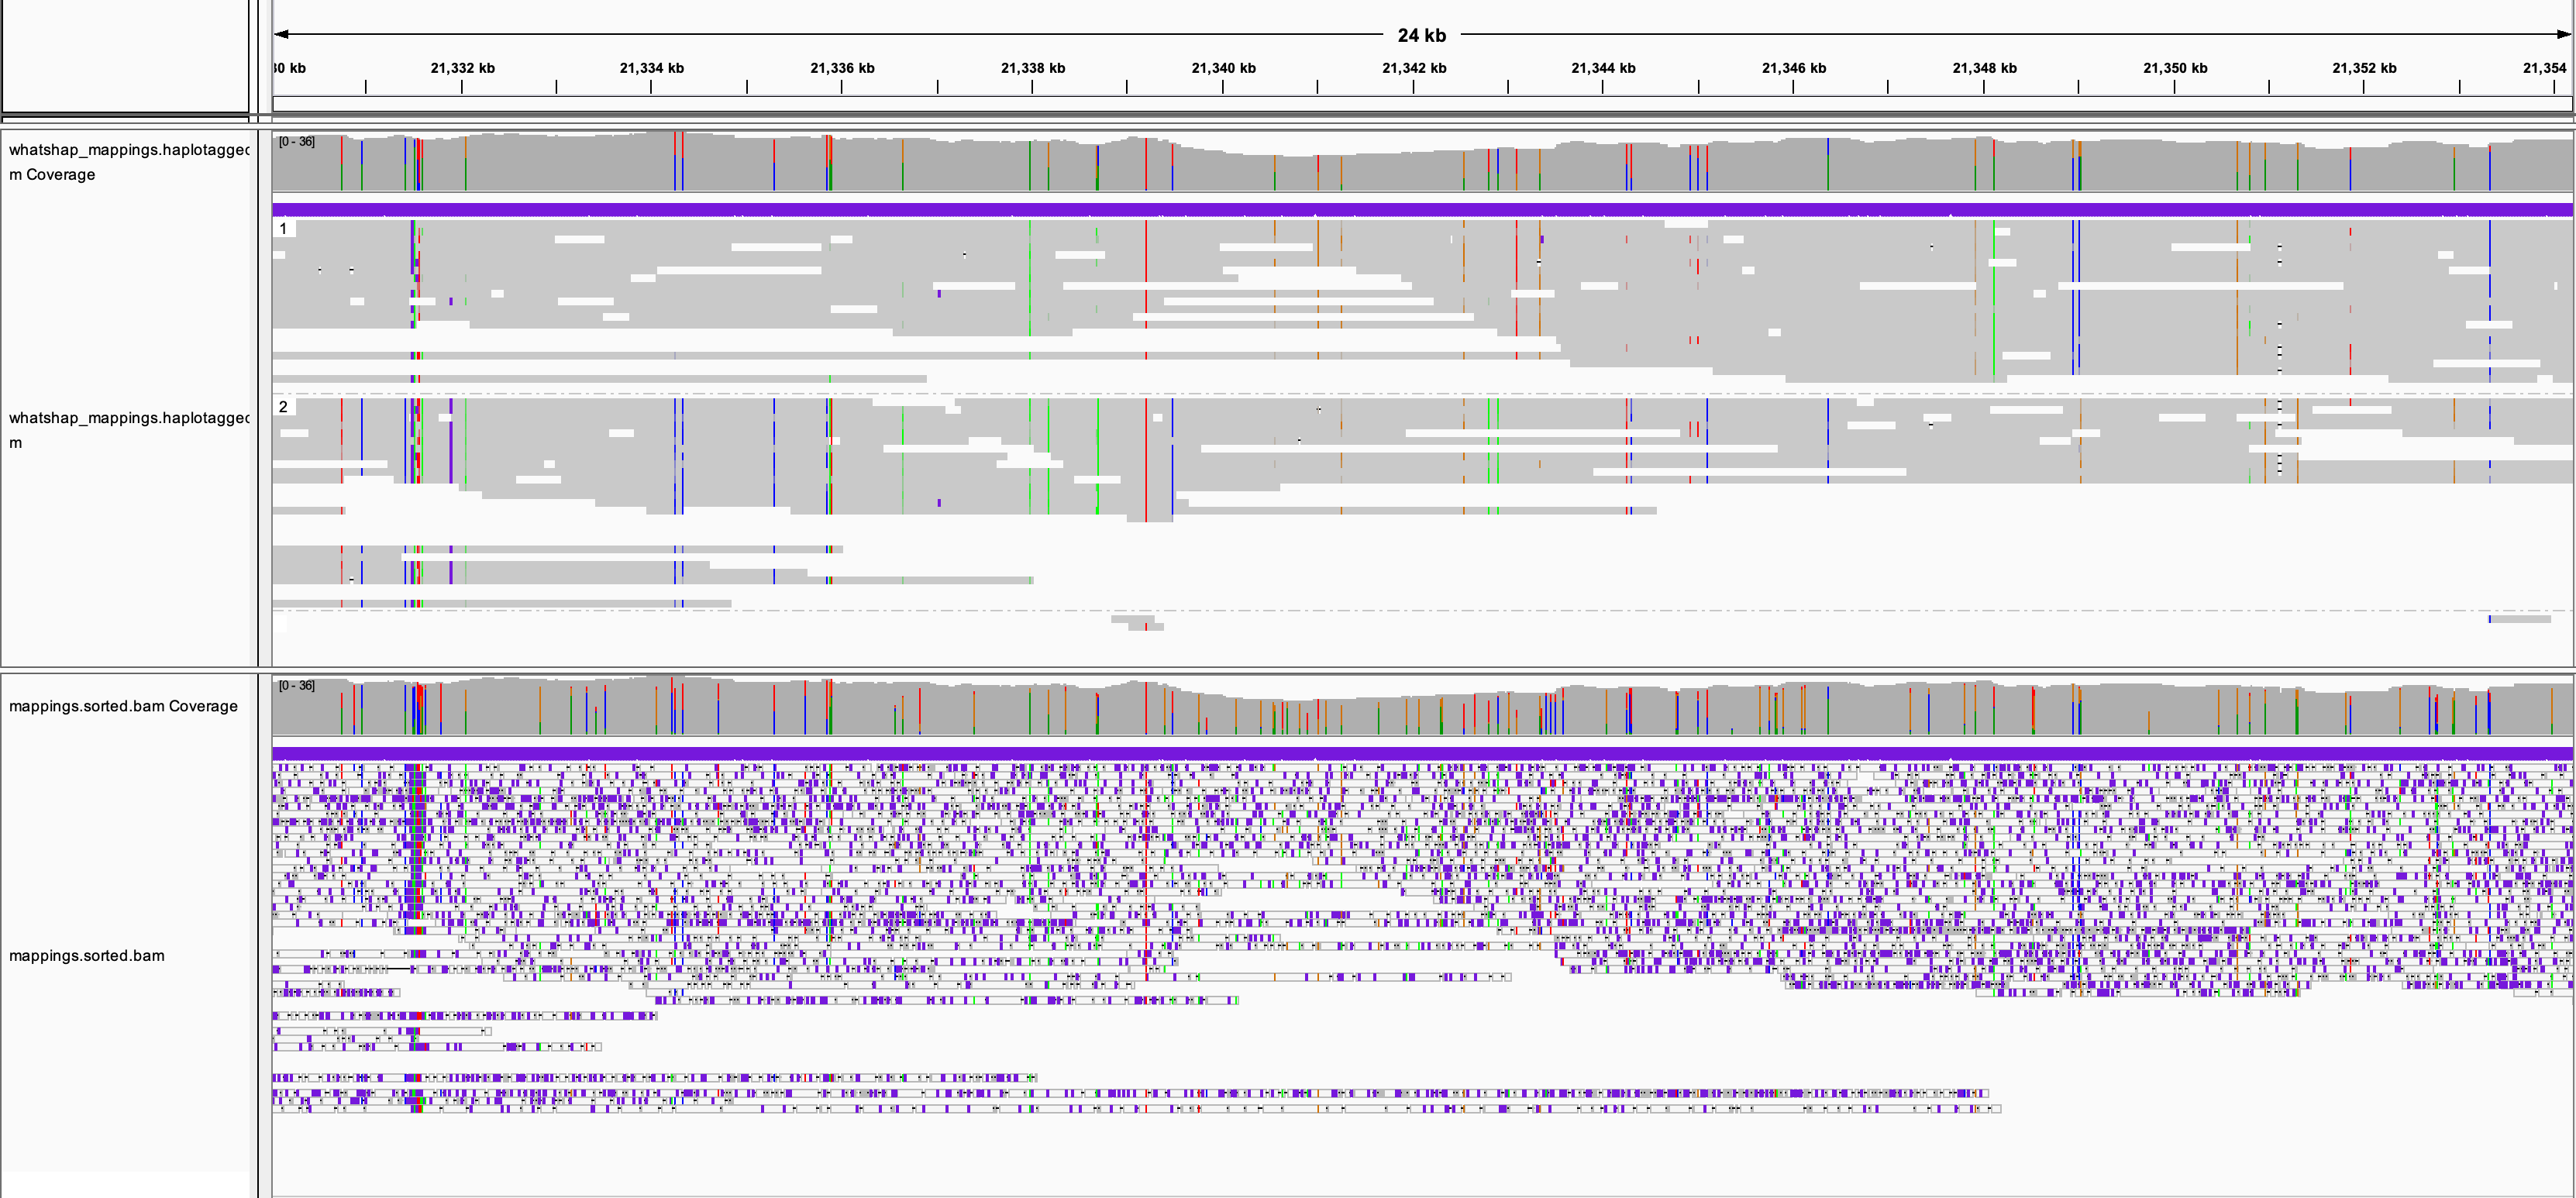 24 kb
30 kb 21,332 kb 21,334 kb 21,336 kb 21,338 kb 21,340 kb 21,342 kb 21,344 kb 21,346 kb 21,348 kb 21,350 kb 21,352 kb 21,354
[0 - 36]
whatshap_mappings.haplotagged
m Coverage
1
2
whatshap_mappings.haplotagged
m
[0 - 36]
mappings.sorted.bam Coverage
mappings.sorted.bam